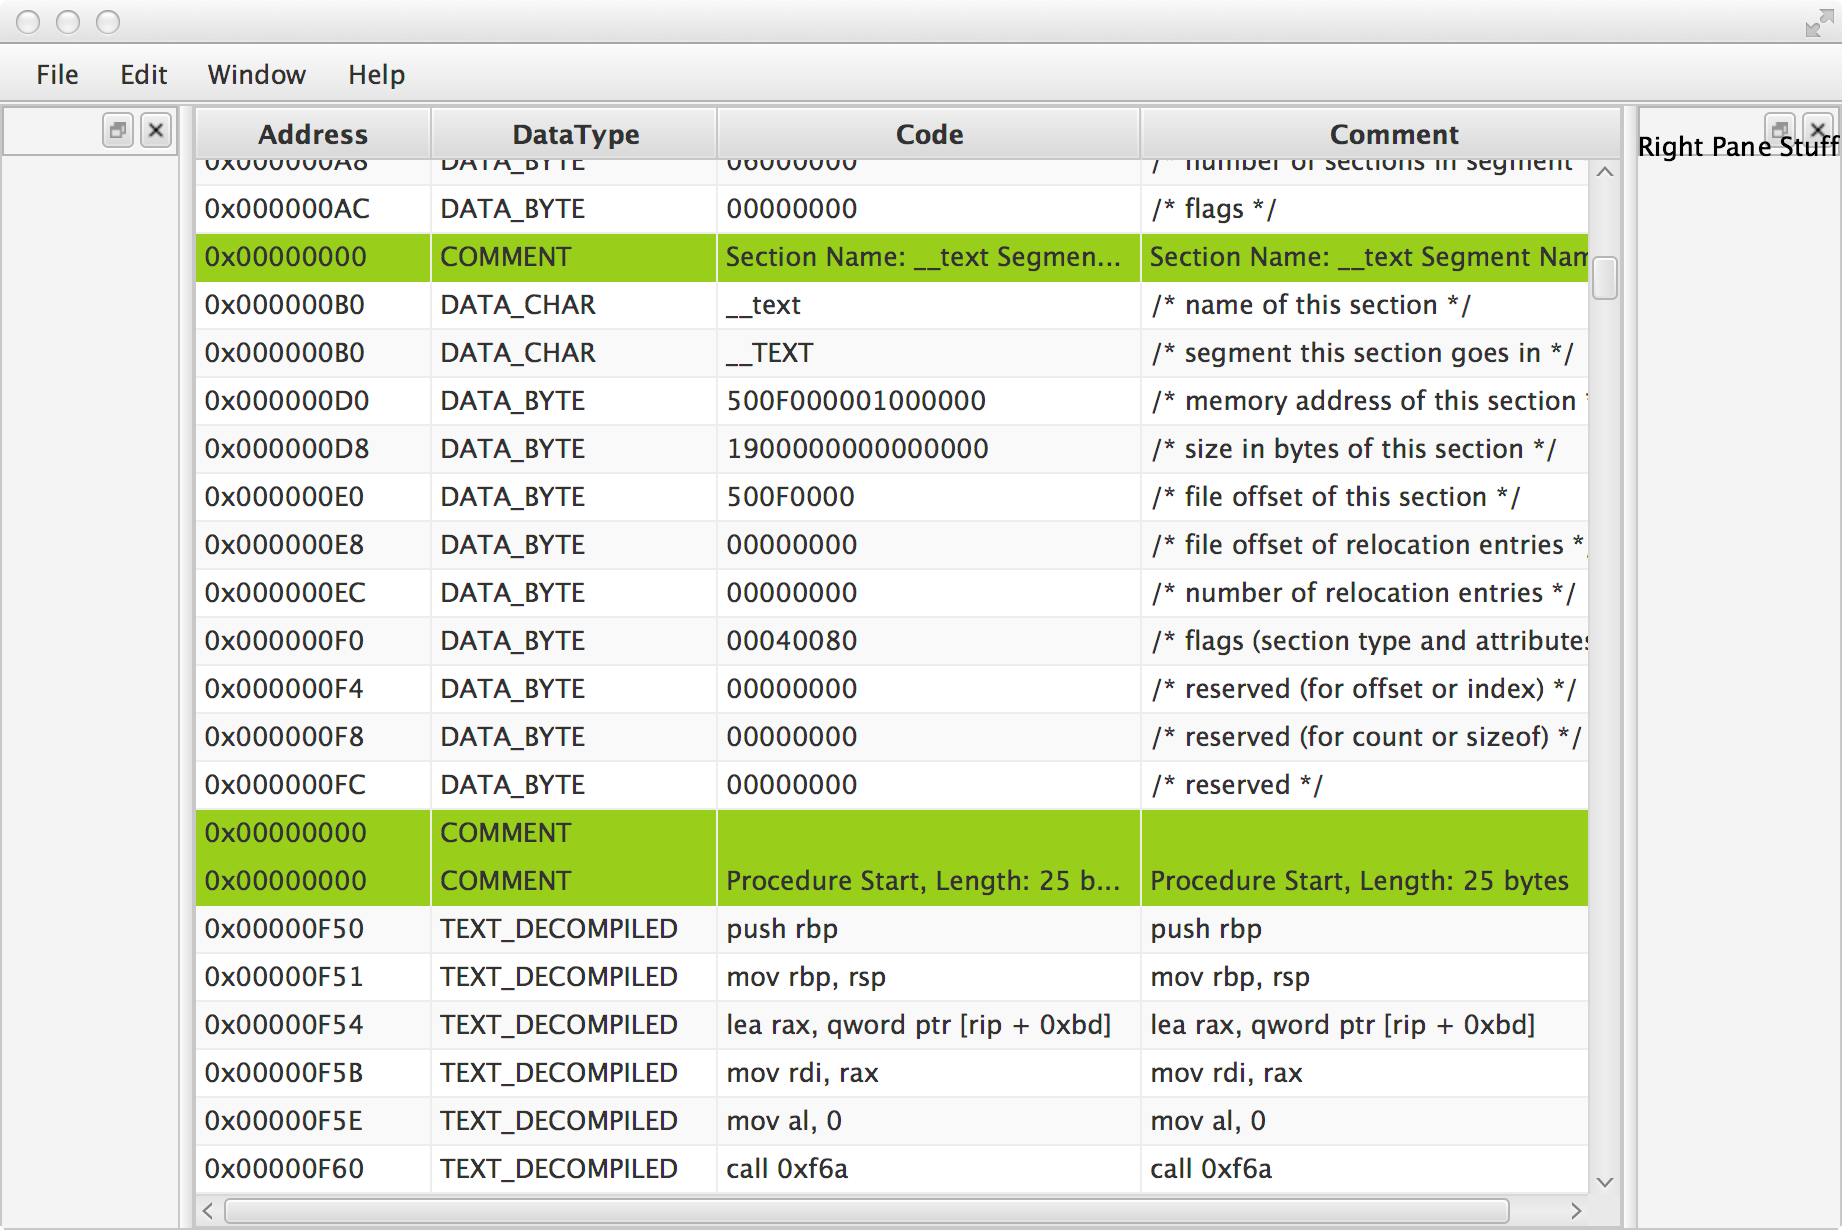 File Edit Window Help
Address DataType Code Comment
Right Pane Stuff
0x000000A8 DATA_BYTE 06000000 /* number of sections in segment
0x000000AC DATA_BYTE 00000000 /* flags */
0x00000000 COMMENT Section Name: __text Segmen... Section Name: __text Segment Nam
0x000000B0 DATA_CHAR __text /* name of this section */
0x000000B0 DATA_CHAR __TEXT /* segment this section goes in */
0x000000D0 DATA_BYTE 500F000001000000 /* memory address of this section *
0x000000D8 DATA_BYTE 1900000000000000 /* size in bytes of this section */
0x000000E0 DATA_BYTE 500F0000 /* file offset of this section */
0x000000E8 DATA_BYTE 00000000 /* file offset of relocation entries */
0x000000EC DATA_BYTE 00000000 /* number of relocation entries */
0x000000F0 DATA_BYTE 00040080 /* flags (section type and attributes
0x000000F4 DATA_BYTE 00000000 /* reserved (for offset or index) */
0x000000F8 DATA_BYTE 00000000 /* reserved (for count or sizeof) */
0x000000FC DATA_BYTE 00000000 /* reserved */
0x00000000 COMMENT
0x00000000 COMMENT Procedure Start, Length: 25 b... Procedure Start, Length: 25 bytes
0x00000F50 TEXT_DECOMPILED push rbp push rbp
0x00000F51 TEXT_DECOMPILED mov rbp, rsp mov rbp, rsp
0x00000F54 TEXT_DECOMPILED lea rax, qword ptr [rip + 0xbd] lea rax, qword ptr [rip + 0xbd]
0x00000F5B TEXT_DECOMPILED mov rdi, rax mov rdi, rax
0x00000F5E TEXT_DECOMPILED mov al, 0 mov al, 0
0x00000F60 TEXT_DECOMPILED call 0xf6a call 0xf6a